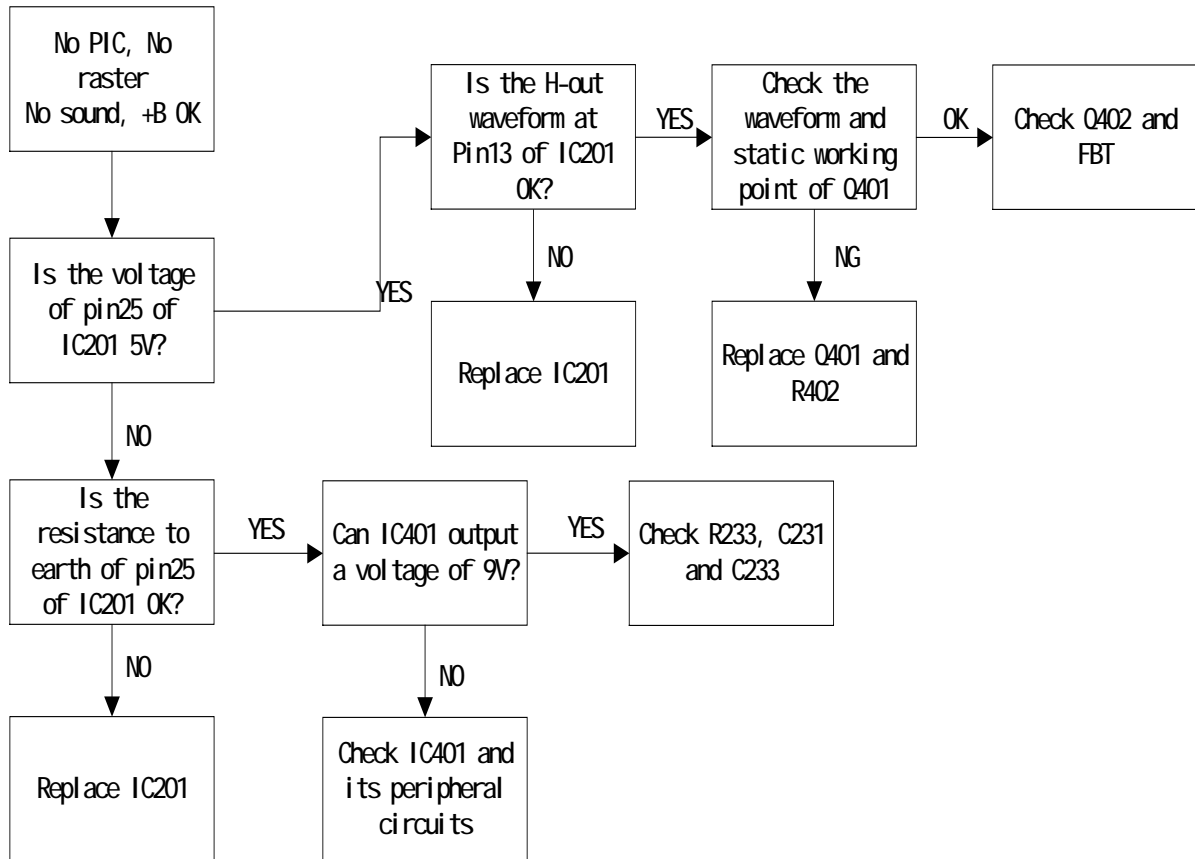 No PIC, No
raster
No sound, +B OK
Is the H-out
waveform at
Pin13 of IC201
OK?
YES
Check the
waveform and
static working
point of Q401
OK
Check Q402 and
FBT
Is the voltage
of pin25 of
IC201 5V?
YES
NO
NG
Replace IC201
Replace Q401 and
R402
NO
Is the
resistance to
earth of pin25
of IC201 OK?
YES
Can IC401 output
a voltage of 9V?
YES
Check R233, C231
and C233
NO
NO
Replace IC201
Check IC401 and
its peripheral
circuits